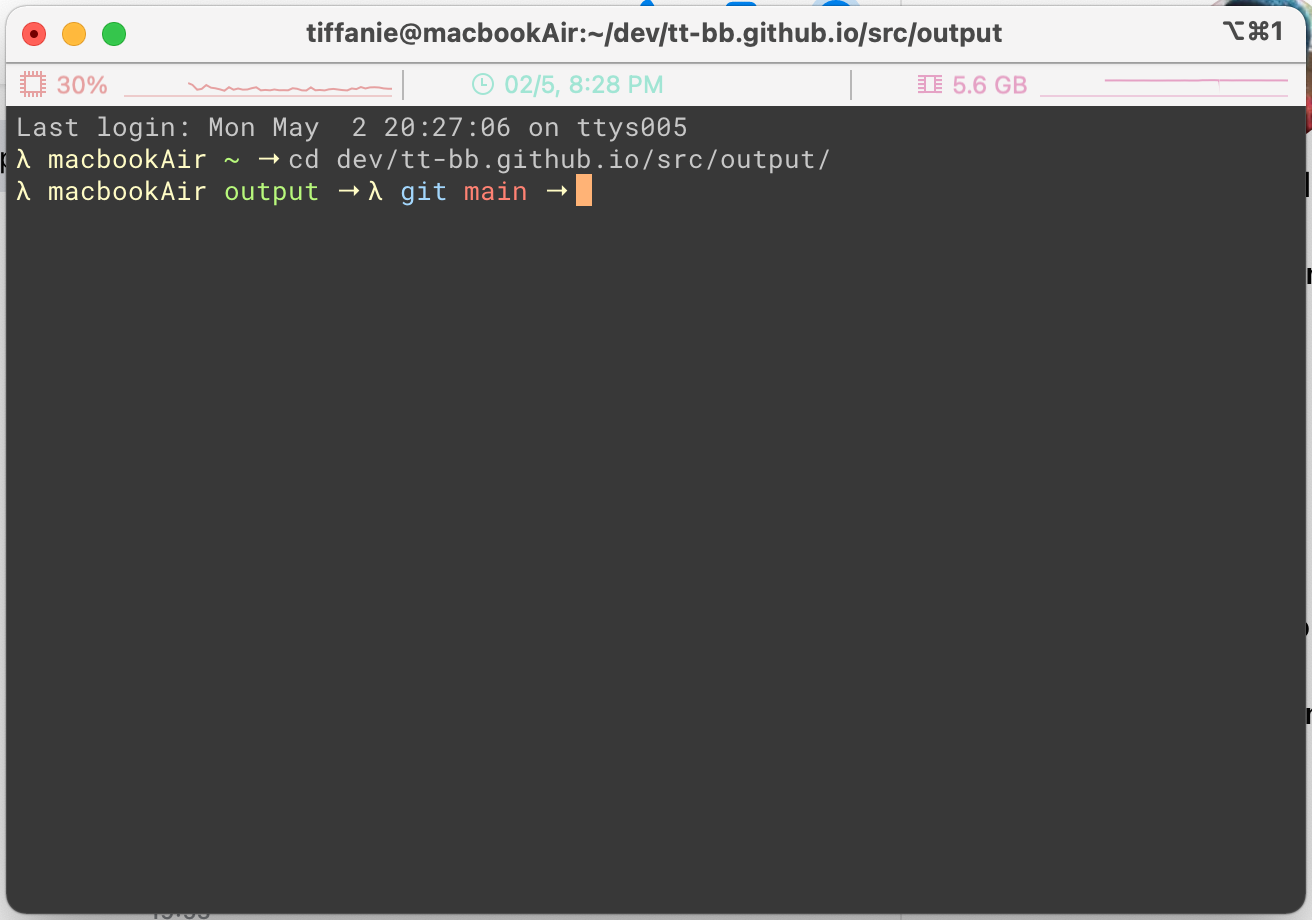 tiffanie@macbookAir:~/dev/tt-bb.github.io/src/output ⌥⌘1
30% 02/5, 8:28 PM 5.6 GB
Last login: Mon May  2 20:27:06 on ttys005
λ macbookAir ~ → cd dev/tt-bb.github.io/src/output/
λ macbookAir output → λ git main →